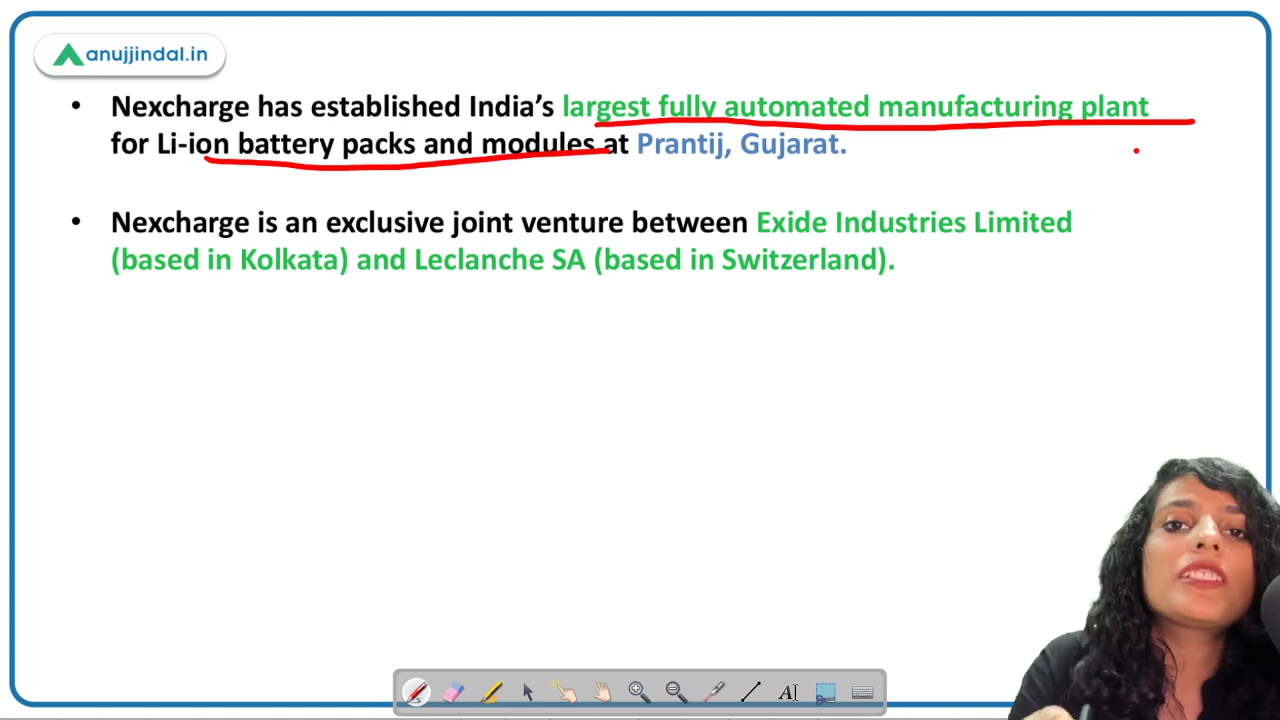 anujjindal.in
• Nexcharge has established India’s largest fully automated manufacturing plant
for Li-ion battery packs and modules at Prantij, Gujarat.
• Nexcharge is an exclusive joint venture between Exide Industries Limited
(based in Kolkata) and Leclanche SA (based in Switzerland).
A